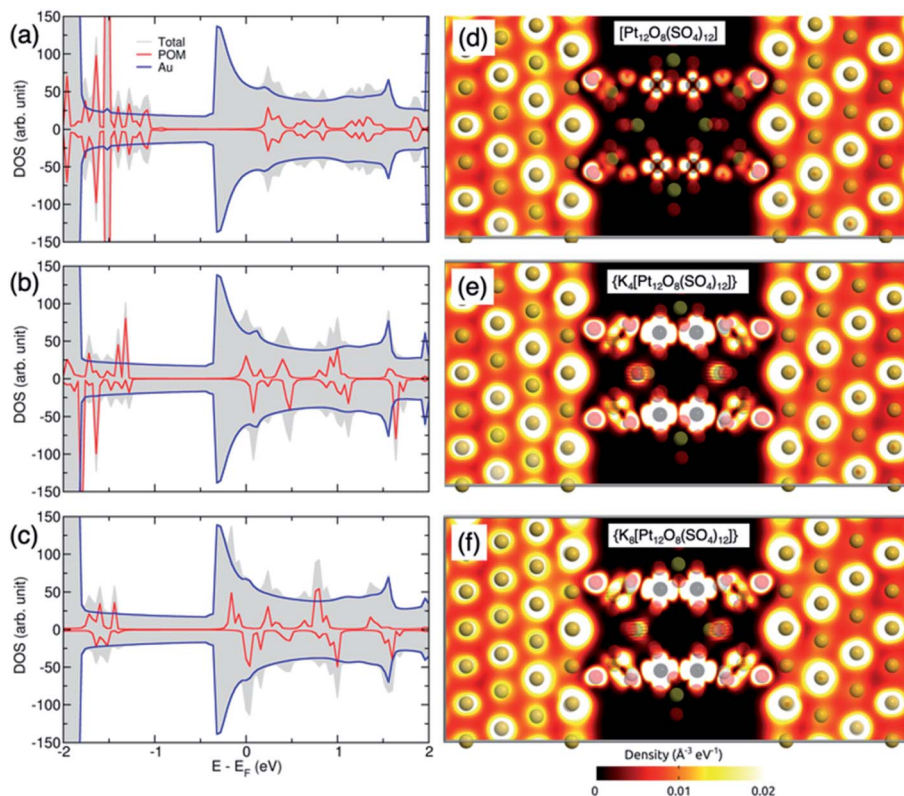 (a)
150
100
50
0
-50
-100
-150
DOS (arb. unit)
Total
POM
Au
(d)
[Pt12O8(SO4)12]
(b)
150
100
50
0
-50
-100
150
DOS (arb. unit)
(e)
{K4[Pt12O8(SO4)12]}
(c)
150
100
50
0
-50
-100
150
DOS (arb. unit)
-2 -1 0 1 2
E - EF (eV)
(f)
{K8[Pt12O8(SO4)12]}
Density (Å-3 eV-1)
0 0.01 0.02